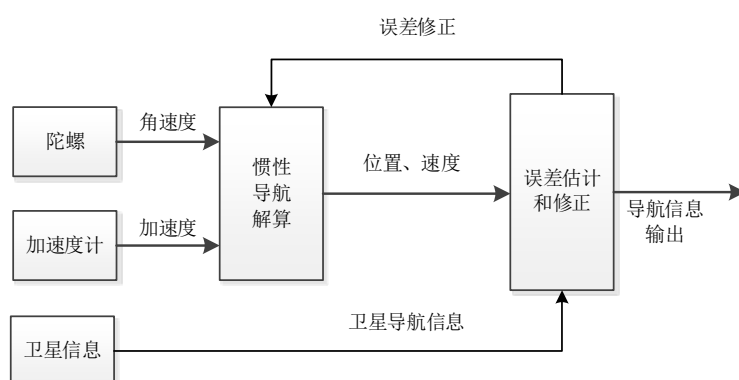 误差修正
陀螺
角速度
惯性
导航
解算
位置、速度
误差估计
和修正
导航信息
输出
加速度计
加速度
卫星导航信息
卫星信息